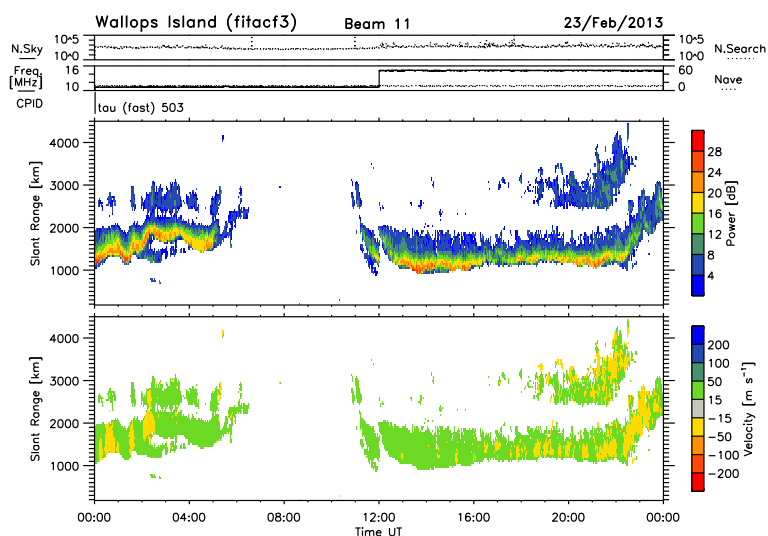 Wallops Island (fitacf3) Beam 11 23/Feb/2013
10^5 10^5
N.Sky N.Search
10^0 10^0
Freq. 16 60 Nave
[MHz] 10 0
CPID tau (fast) 503
4000
3000
2000
1000
Slant Range [km]
28
24
20
16
12
8
4
Power [dB]
4000
3000
2000
1000
Slant Range [km]
200
100
50
15
-15
-50
-100
-200
Velocity [m s^-1]
00:00 04:00 08:00 12:00 16:00 20:00 00:00
Time UT